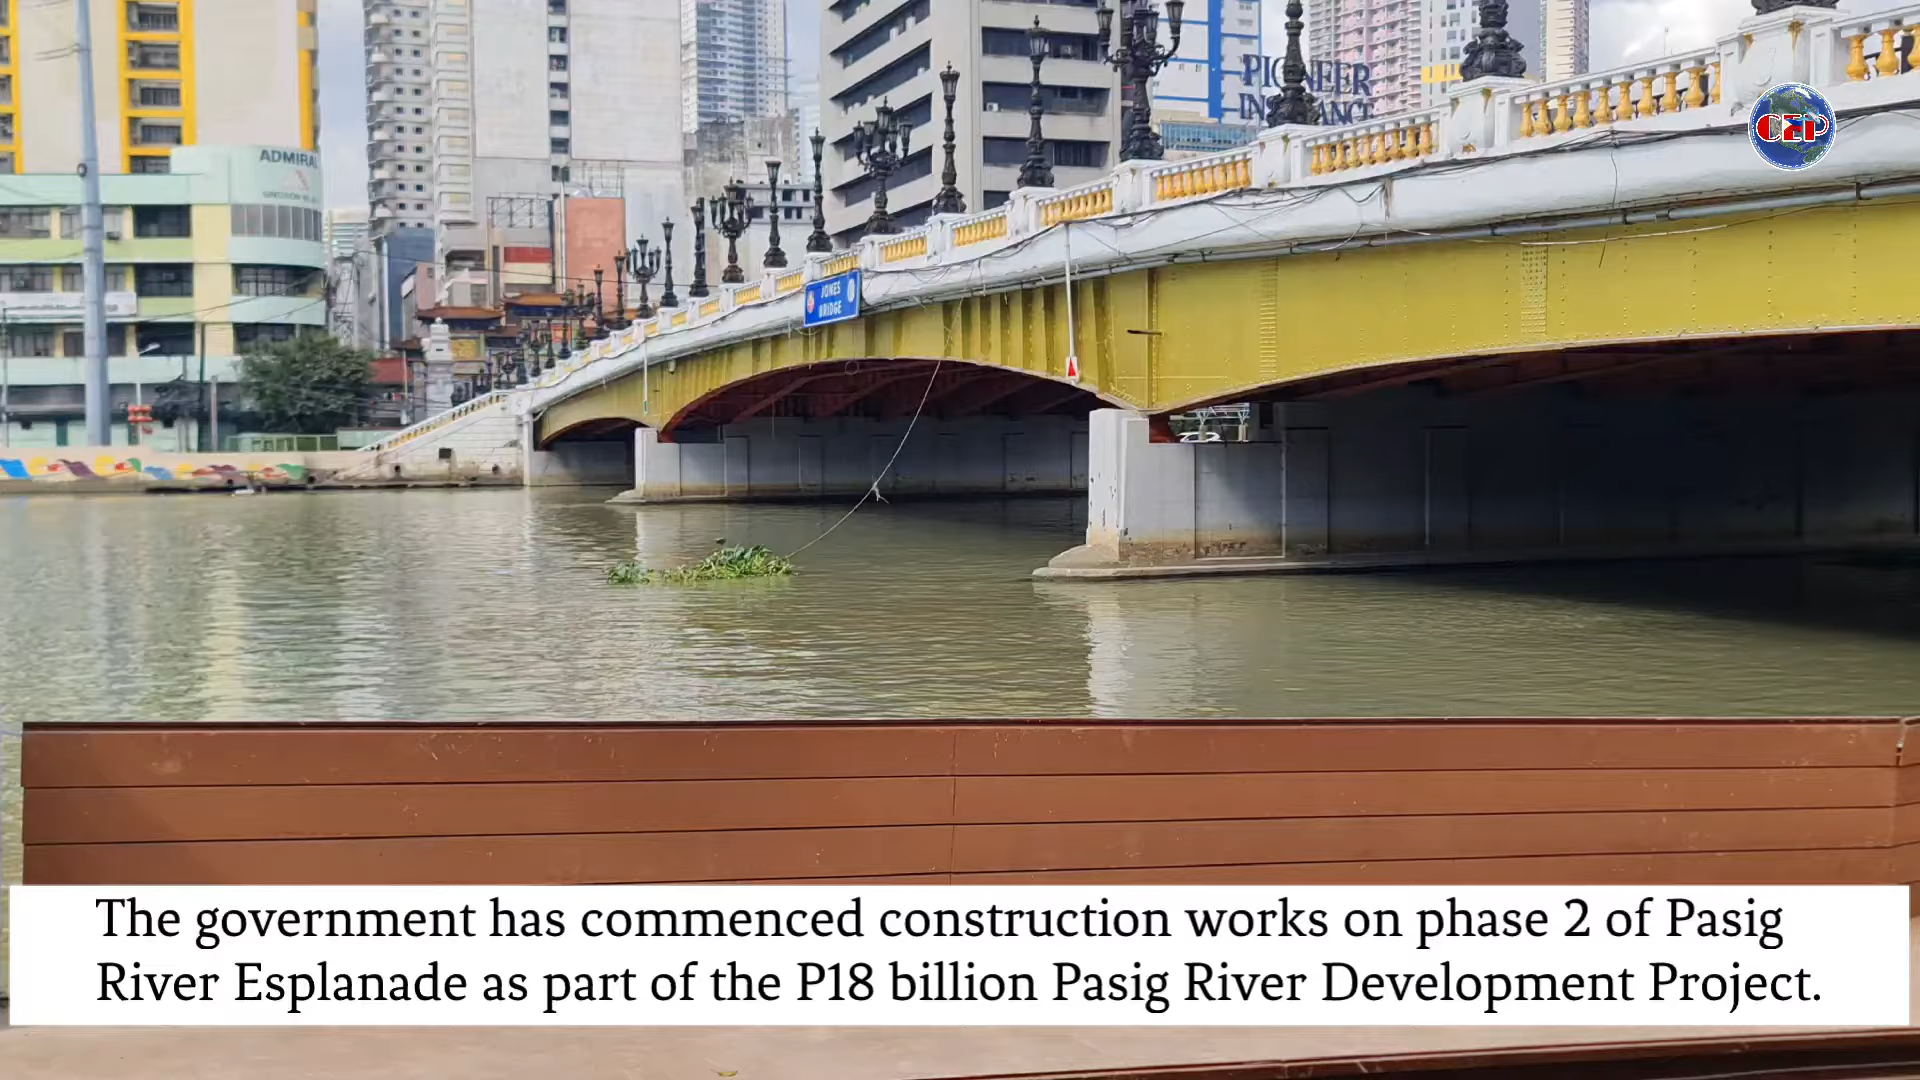 ADMIRAL
PIONEER
INSURANCE
CEP
JONES
BRIDGE
The government has commenced construction works on phase 2 of Pasig
River Esplanade as part of the P18 billion Pasig River Development Project.